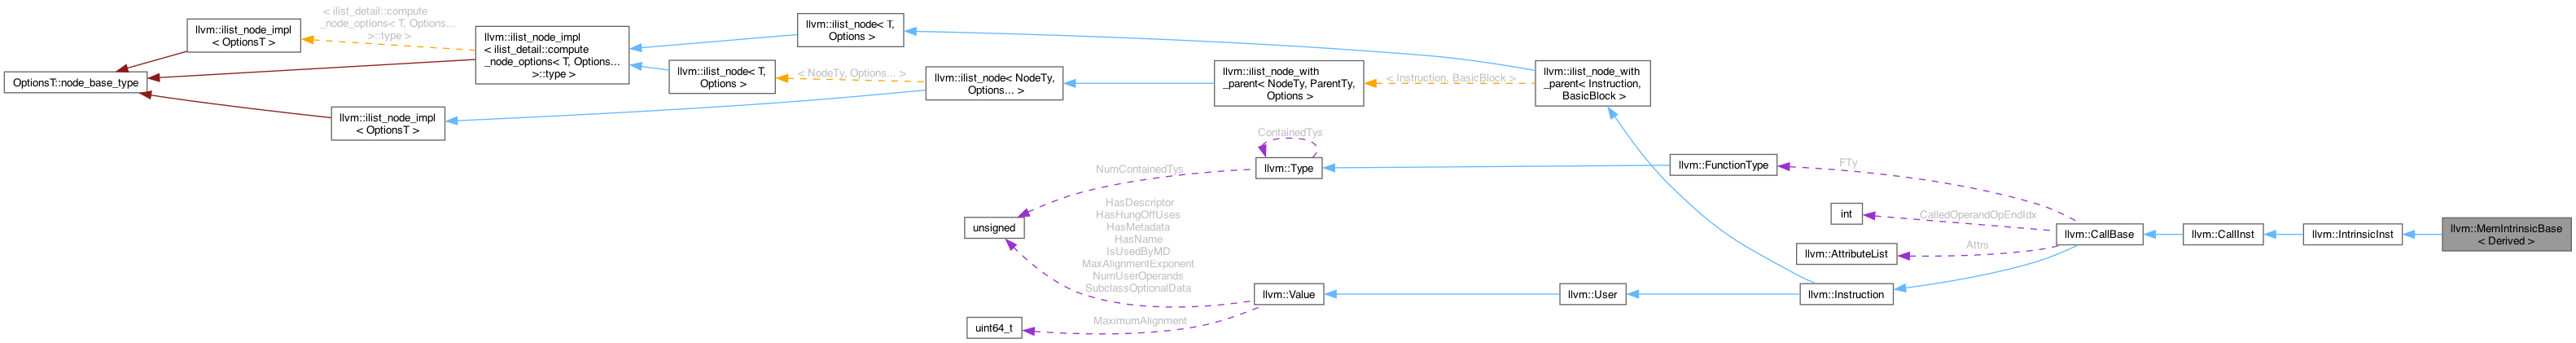 OptionsT::node_base_type
llvm::ilist_node_impl
< OptionsT >
< ilist_detail::compute
_node_options< T, Options...
>::type >
llvm::ilist_node_impl
< OptionsT >
llvm::ilist_node_impl
< ilist_detail::compute
_node_options< T, Options...
>::type >
llvm::ilist_node< T,
Options >
llvm::ilist_node< T,
Options >
< NodeTy, Options... >
llvm::ilist_node< NodeTy,
Options... >
llvm::ilist_node_with
_parent< NodeTy, ParentTy,
Options >
< Instruction, BasicBlock >
llvm::ilist_node_with
_parent< Instruction,
BasicBlock >
ContainedTys
llvm::Type
NumContainedTys
unsigned
HasDescriptor
HasHungOffUses
HasMetadata
HasName
IsUsedByMD
MaxAlignmentExponent
NumUserOperands
SubclassOptionalData
llvm::Value
uint64_t
MaximumAlignment
llvm::User
llvm::Instruction
llvm::FunctionType
FTy
int
CalledOperandOpEndIdx
llvm::AttributeList
Attrs
llvm::CallBase
llvm::CallInst
llvm::IntrinsicInst
llvm::MemIntrinsicBase
< Derived >